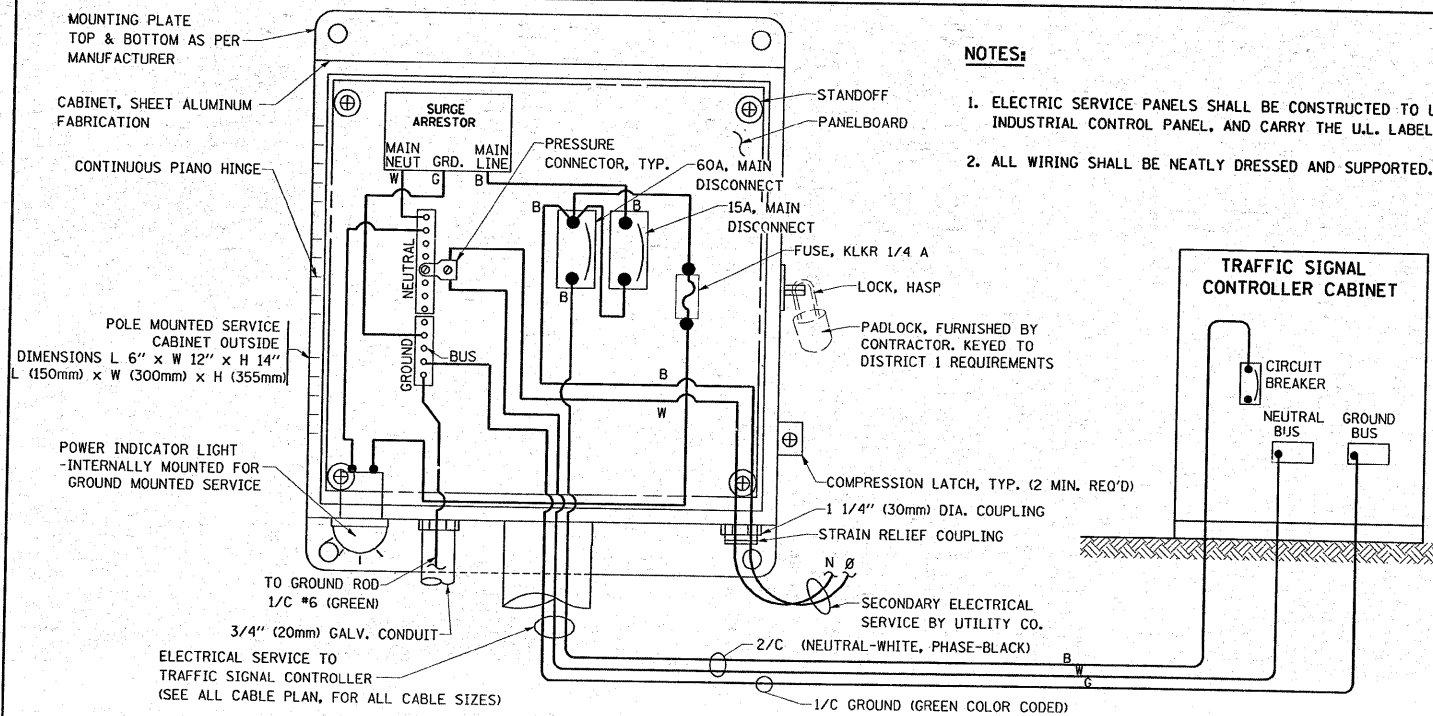 MOUNTING PLATE
TOP & BOTTOM AS PER
MANUFACTURER
CABINET, SHEET ALUMINUM
FABRICATION
CONTINUOUS PIANO HINGE
POLE MOUNTED SERVICE
CABINET OUTSIDE
DIMENSIONS L 6" x W 12" x H 14"
L (150mm) x W (300mm) x H (355mm)
POWER INDICATOR LIGHT
-INTERNALLY MOUNTED FOR
GROUND MOUNTED SERVICE
SURGE
ARRESTOR
MAIN
NEUT
GRD.
MAIN
LINE
W
G
B
NEUTRAL
GROUND
BUS
PRESSURE
CONNECTOR, TYP.
STANDOFF
PANELBOARD
60A, MAIN
DISCONNECT
15A, MAIN
DISCONNECT
B
B
B
FUSE, KLKR 1/4 A
LOCK, HASP
PADLOCK, FURNISHED BY
CONTRACTOR. KEYED TO
DISTRICT 1 REQUIREMENTS
B
W
COMPRESSION LATCH, TYP. (2 MIN. REQ'D)
1 1/4" (30mm) DIA. COUPLING
STRAIN RELIEF COUPLING
N Ø
SECONDARY ELECTRICAL
SERVICE BY UTILITY CO.
TO GROUND ROD
1/C #6 (GREEN)
3/4" (20mm) GALV. CONDUIT
ELECTRICAL SERVICE TO
TRAFFIC SIGNAL CONTROLLER
(SEE ALL CABLE PLAN, FOR ALL CABLE SIZES)
2/C (NEUTRAL-WHITE, PHASE-BLACK)
B
W
G
1/C GROUND (GREEN COLOR CODED)
NOTES:
1. ELECTRIC SERVICE PANELS SHALL BE CONSTRUCTED TO
INDUSTRIAL CONTROL PANEL, AND CARRY THE U.L. LABEL
2. ALL WIRING SHALL BE NEATLY DRESSED AND SUPPORTED.
TRAFFIC SIGNAL
CONTROLLER CABINET
CIRCUIT
BREAKER
NEUTRAL
BUS
GROUND
BUS